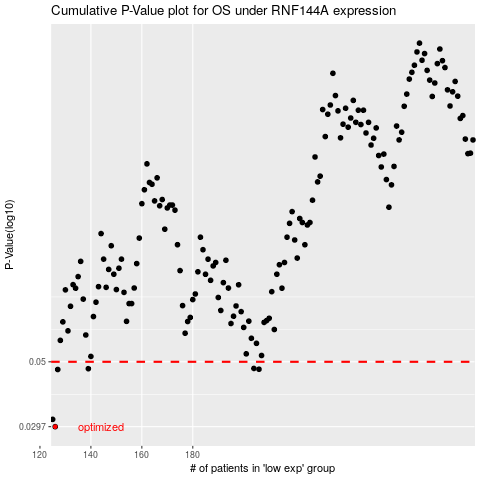 Cumulative P-Value plot for OS under RNF144A expression
P-Value(log10)
0.05
0.0297
optimized
120 140 160 180
# of patients in 'low exp' group